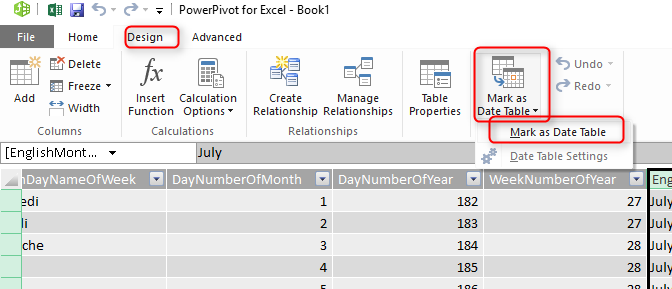 PowerPivot for Excel - Book1
File Home Design Advanced
Add
Delete
Freeze
Width
Columns
Insert Function
Calculation Options
Calculations
Create Relationships
Manage Relationships
Relationships
Table Properties
Mark as Date Table
Undo
Redo
Mark as Date Table
Date Table Settings
[EnglishMont... July
DayNameOfWeek DayNumberOfMonth DayNumberOfYear WeekNumberOfYear Eng
edi 1 182 27 July
di 2 183 27 July
che 3 184 28 July
4 185 28 July
5 186 28 July